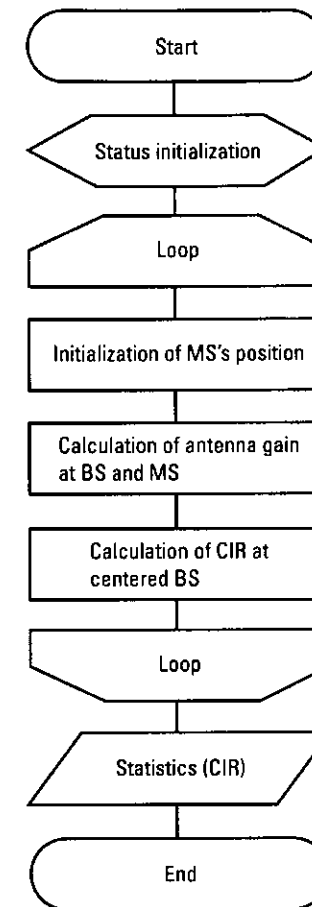 Start
Status initialization
Loop
Initialization of MS's position
Calculation of antenna gain
at BS and MS
Calculation of CIR at
centered BS
Loop
Statistics (CIR)
End